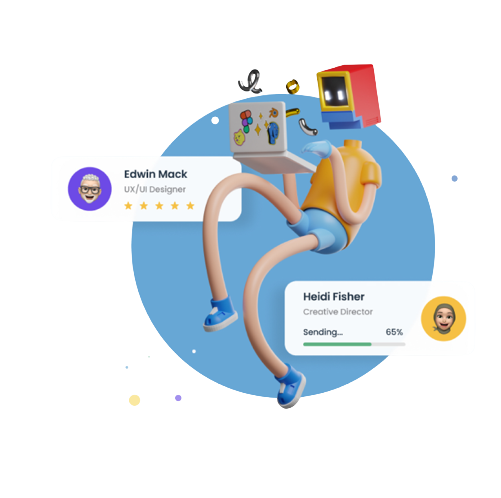 Edwin Mack
UX/UI Designer
Heidi Fisher
Creative Director
Sending...
65%